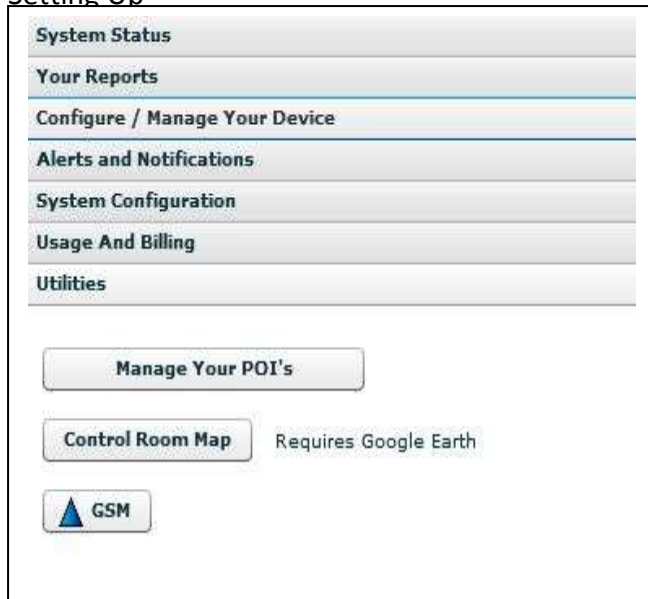 Setting Up
System Status
Your Reports
Configure / Manage Your Device
Alerts and Notifications
System Configuration
Usage And Billing
Utilities
Manage Your POI's
Control Room Map Requires Google Earth
GSM